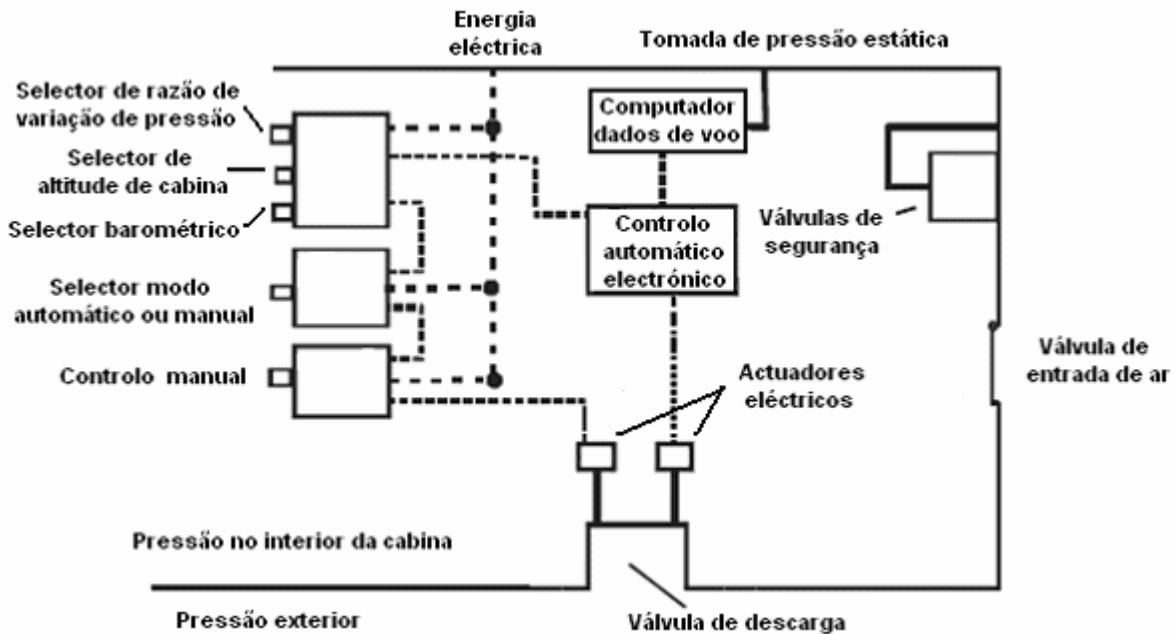 Energia
eléctrica
Tomada de pressão estática
Selector de razão de
variação de pressão
Selector de
altitude de cabina
Selector barométrico
Computador
dados de voo
Válvulas de
segurança
Controlo
automático
electrónico
Selector modo
automático ou manual
Controlo manual
Válvula de
entrada de ar
Actuadores
eléctricos
Pressão no interior da cabina
Pressão exterior
Válvula de descarga